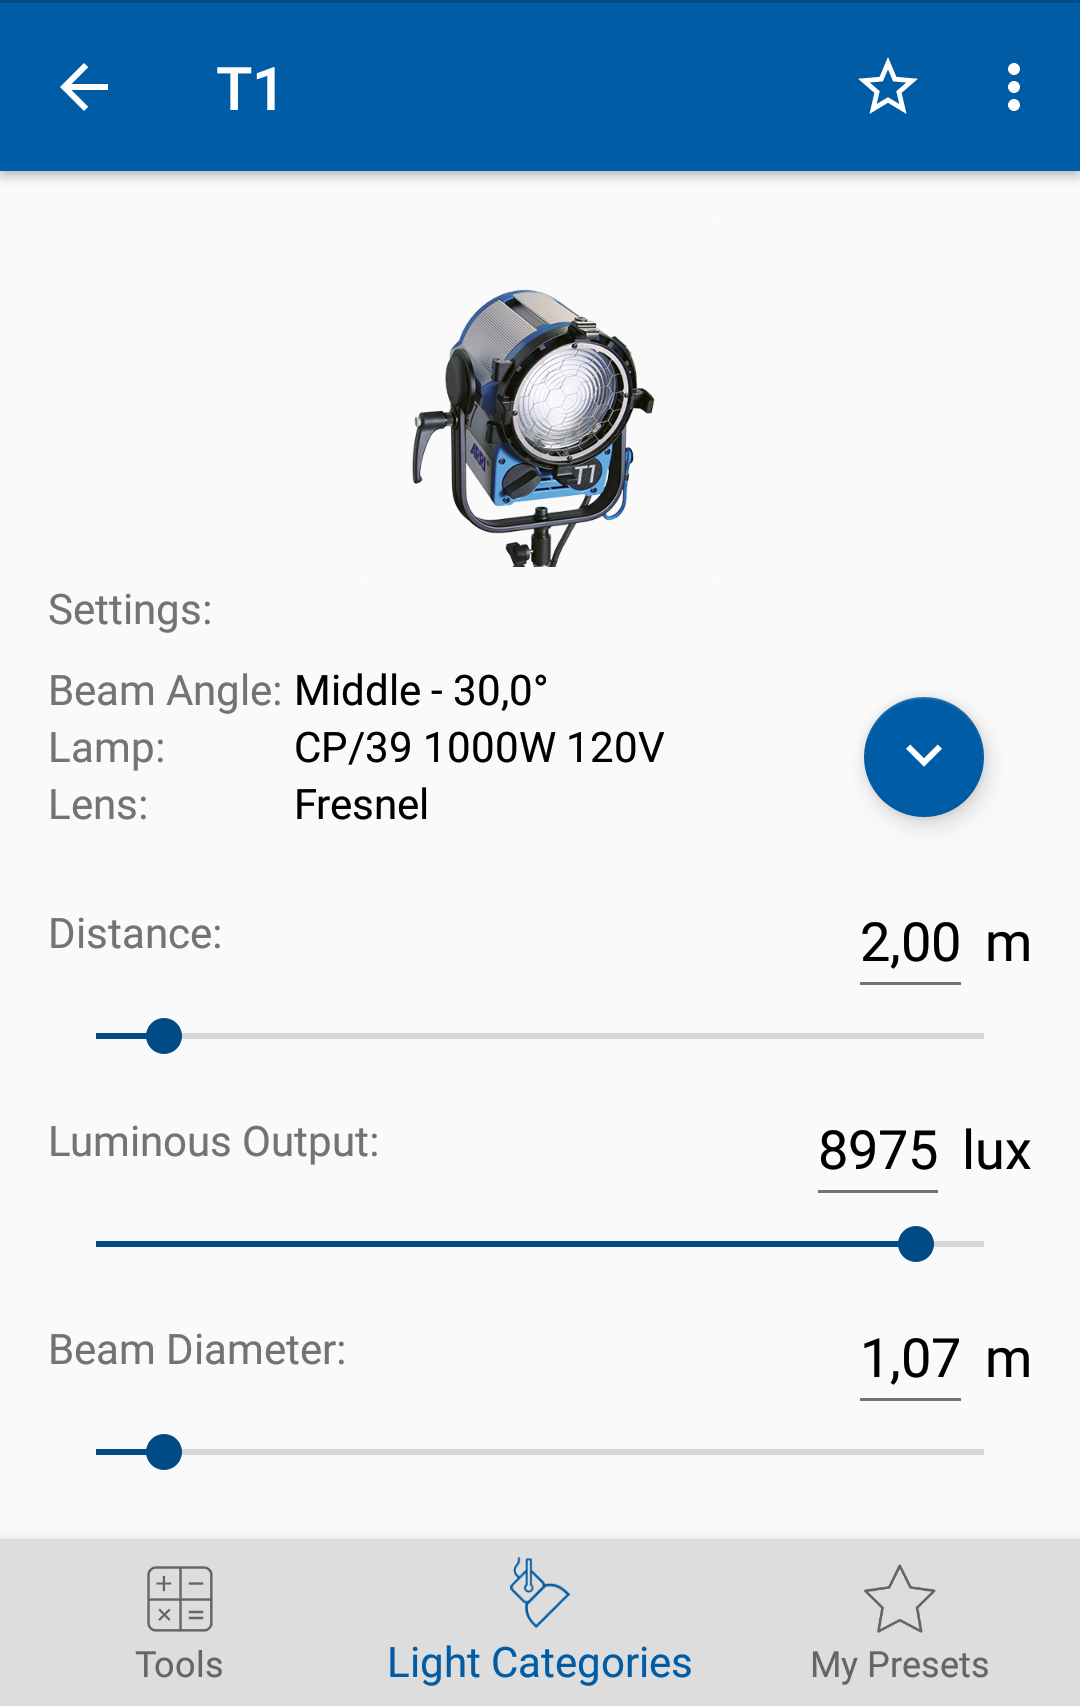 T1
ARRI
T1
Settings:
Beam Angle: Middle - 30,0°
Lamp: CP/39 1000W 120V
Lens: Fresnel
Distance: 2,00 m
Luminous Output: 8975 lux
Beam Diameter: 1,07 m
Tools
Light Categories
My Presets